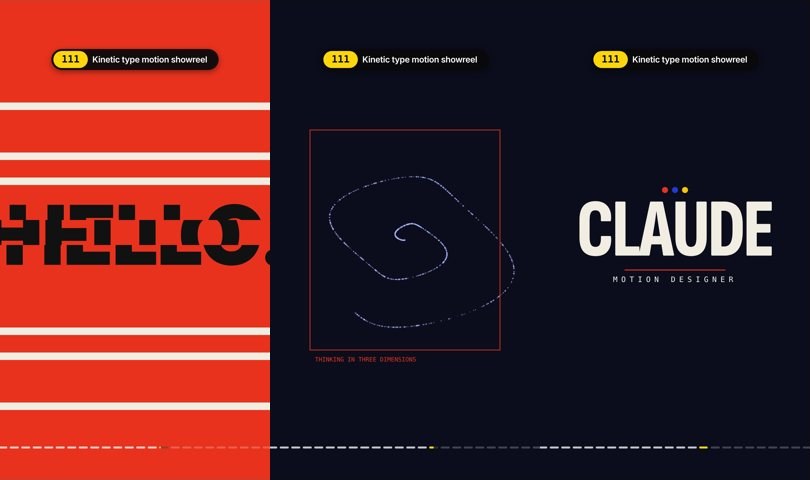 111 Kinetic type motion showreel
HELLO.
111 Kinetic type motion showreel
THINKING IN THREE DIMENSIONS
111 Kinetic type motion showreel
CLAUDE
MOTION DESIGNER